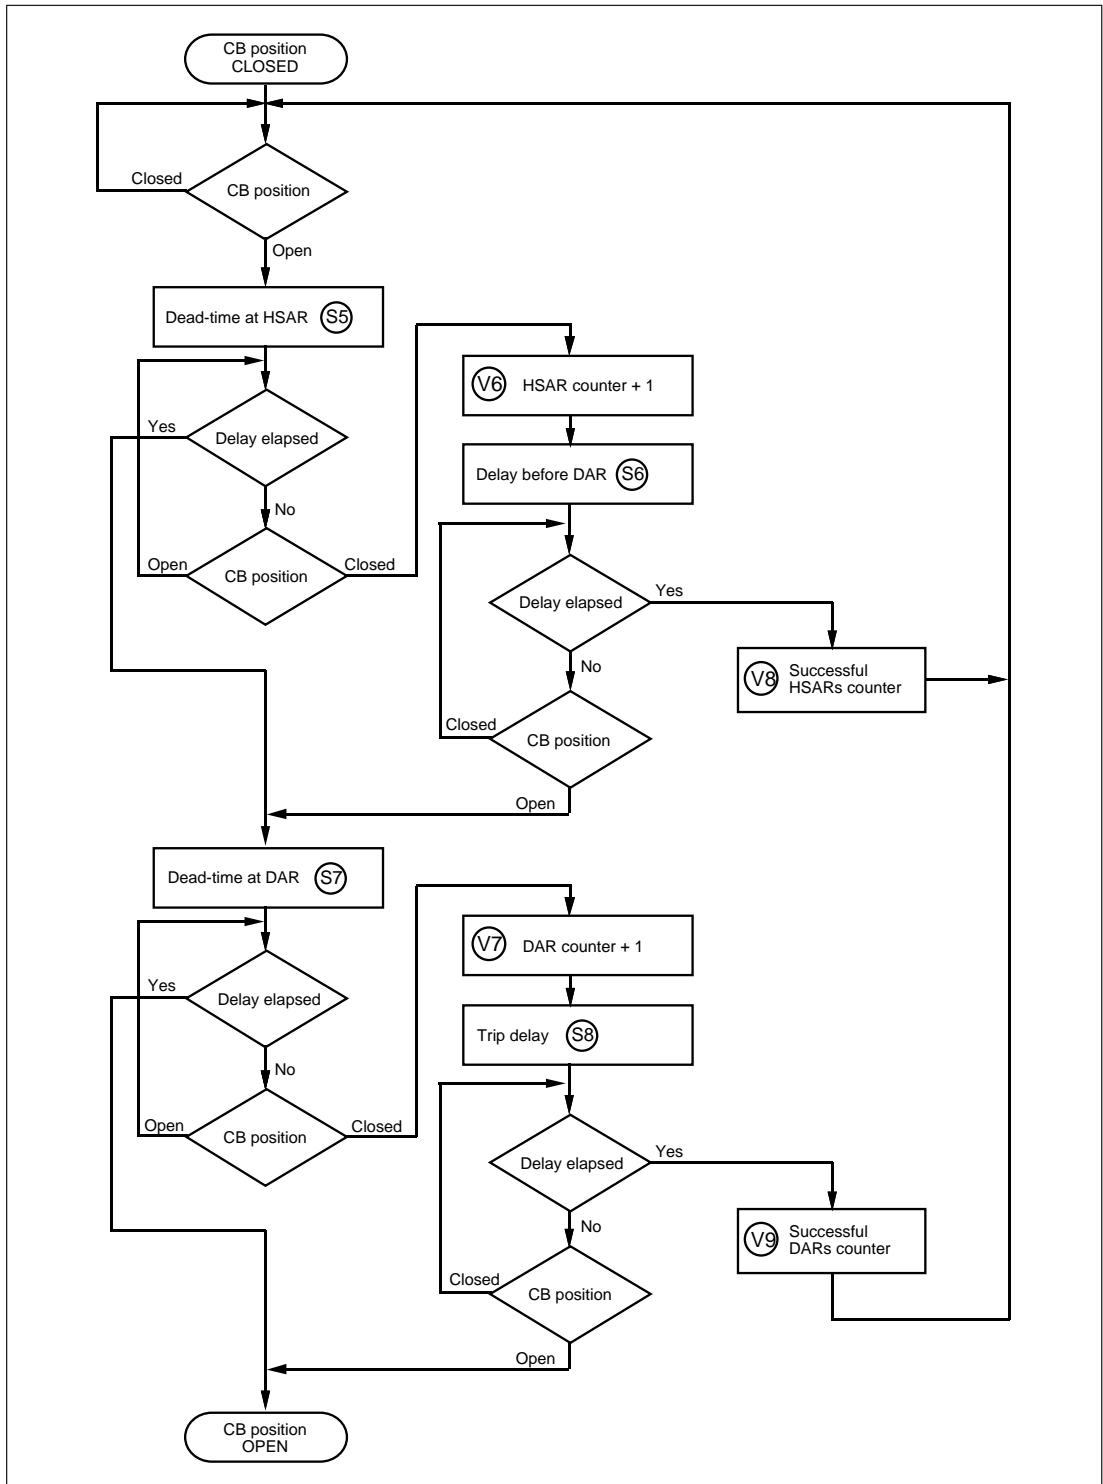 CB position
CLOSED
Closed
CB position
Open
Dead-time at HSAR S5
V6 HSAR counter + 1
Yes
Delay elapsed
Delay before DAR S6
No
Open
CB position
Closed
Delay elapsed
Yes
No
V8 Successful
HSARs counter
Closed
CB position
Open
Dead-time at DAR S7
V7 DAR counter + 1
Yes
Delay elapsed
Trip delay S8
No
Open
CB position
Closed
Delay elapsed
Yes
No
V9 Successful
DARs counter
Closed
CB position
Open
CB position
OPEN